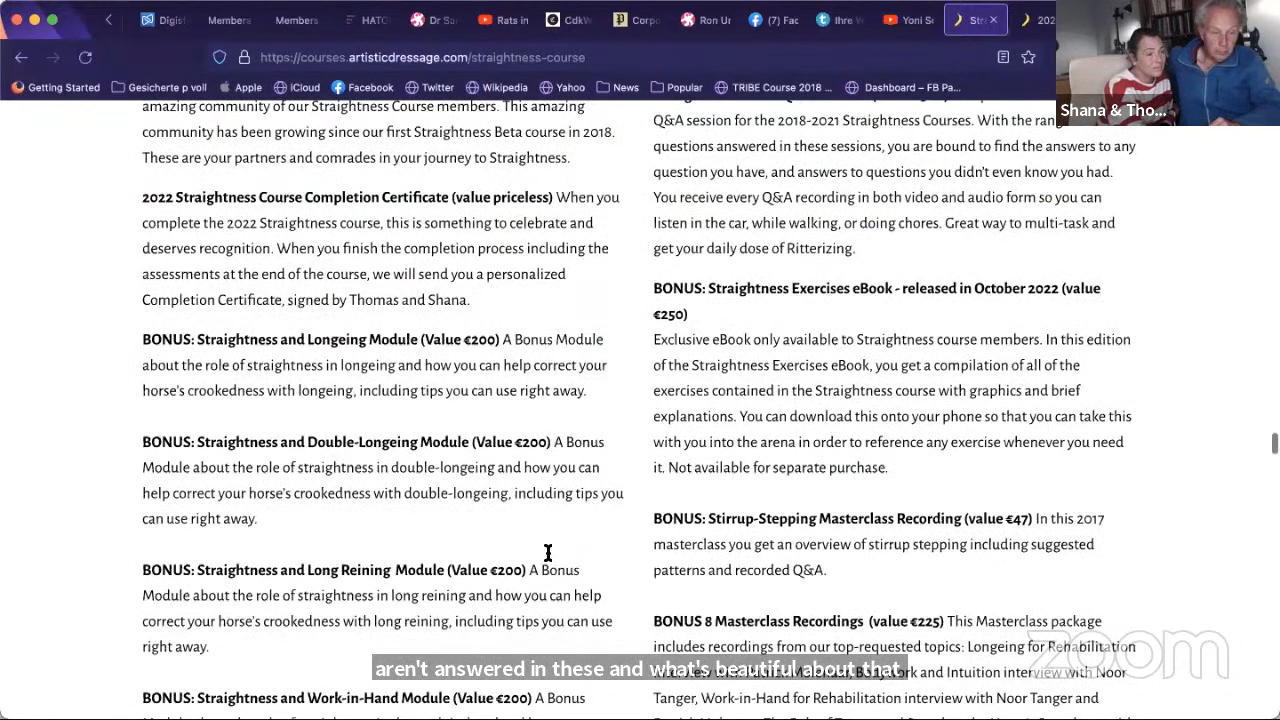 Digist
Members
Members
HATC
Dr Sa
Rats in
CdkW
Corpo
Ron Ur
(7) Fac
Ihre V
Yoni So
Str
202
https://courses.artisticdressage.com/straightness-course
Getting Started
Gesicherte p voll
Apple
iCloud
Facebook
Twitter
Wikipedia
Yahoo
News
Popular
TRIBE Course 2018 ...
Dashboard – FB Pa...
Shana & Tho...
amazing community of our Straightness Course members. This amazing
community has been growing since our first Straightness Beta course in 2018.
These are your partners and comrades in your journey to Straightness.
2022 Straightness Course Completion Certificate (value priceless) When you
complete the 2022 Straightness course, this is something to celebrate and
deserves recognition. When you finish the completion process including the
assessments at the end of the course, we will send you a personalized
Completion Certificate, signed by Thomas and Shana.
BONUS: Straightness and Longeing Module (Value €200) A Bonus Module
about the role of straightness in longeing and how you can help correct your
horse's crookedness with longeing, including tips you can use right away.
BONUS: Straightness and Double-Longeing Module (Value €200) A Bonus
Module about the role of straightness in double-longeing and how you can
help correct your horse's crookedness with double-longeing, including tips you
can use right away.
BONUS: Straightness and Long Reining Module (Value €200) A Bonus
Module about the role of straightness in long reining and how you can help
correct your horse's crookedness with long reining, including tips you can use
right away.
BONUS: Straightness and Work-in-Hand Module (Value €200) A Bonus
Q&A session for the 2018-2021 Straightness Courses. With the rang
questions answered in these sessions, you are bound to find the answers to any
question you have, and answers to questions you didn't even know you had.
You receive every Q&A recording in both video and audio form so you can
listen in the car, while walking, or doing chores. Great way to multi-task and
get your daily dose of Ritterizing.
BONUS: Straightness Exercises eBook - released in October 2022 (value
€250)
Exclusive eBook only available to Straightness course members. In this edition
of the Straightness Exercises eBook, you get a compilation of all of the
exercises contained in the Straightness course with graphics and brief
explanations. You can download this onto your phone so that you can take this
with you into the arena in order to reference any exercise whenever you need
it. Not available for separate purchase.
BONUS: Stirrup-Stepping Masterclass Recording (value €47) In this 2017
masterclass you get an overview of stirrup stepping including suggested
patterns and recorded Q&A.
BONUS 8 Masterclass Recordings (value €225) This Masterclass package
includes recordings from our top-requested topics: Longeing for Rehabilitation
work and Intuition interview with Noor
Tanger, Work-in-Hand for Rehabilitation interview with Noor Tanger and
aren't answered in these and what's beautiful about that
zoom